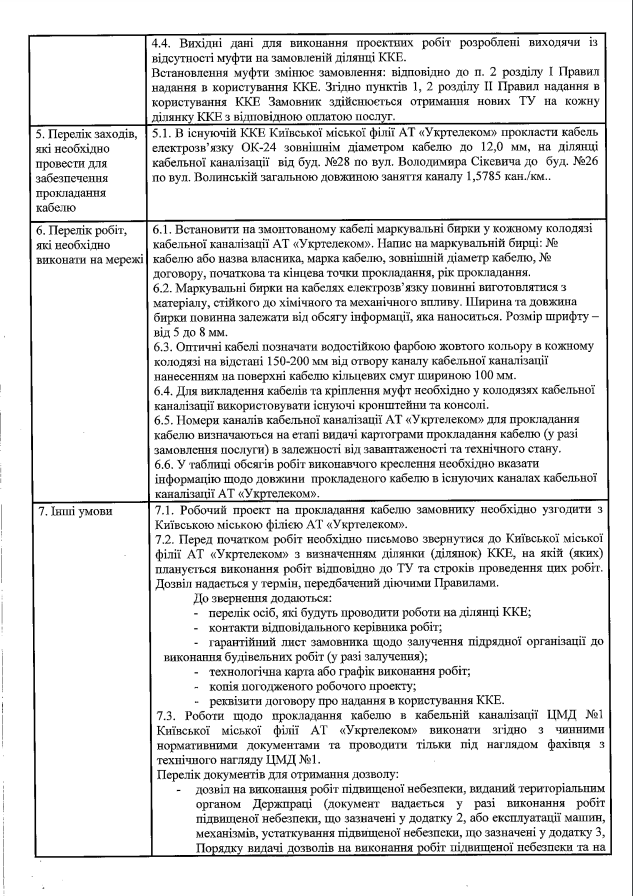 4.4. Вихідні дані для виконання проектних робіт розроблені виходячи із
відсутності муфти на замовленій ділянці ККЕ.
Встановлення муфти змінює замовлення: відповідно до п. 2 розділу I Правил
надання в користування ККЕ. Згідно пунктів 1, 2 розділу II Правил надання в
користування ККЕ Замовник здійснюється отримання нових ТУ на кожну
ділянку ККЕ з відповідною оплатою послуг.
5. Перелік заходів,
які необхідно
провести для
забезпечення
прокладання
кабелю
5.1. В існуючій ККЕ Київської міської філії АТ «Укртелеком» прокласти кабель
електрозв’язку ОК-24 зовнішнім діаметром кабелю до 12,0 мм, на ділянці
кабельної каналізації від буд. №28 по вул. Володимира Сікевича до буд. №26
по вул. Волинській загальною довжиною заняття каналу 1,5785 кан./км..
6. Перелік робіт,
які необхідно
виконати на мережі
6.1. Встановити на змонтованому кабелі маркувальні бирки у кожному колодязі
кабельної каналізації АТ «Укртелеком». Напис на маркувальній бирці: №
кабелю або назва власника, марка кабелю, зовнішній діаметр кабелю, №
договору, початкова та кінцева точки прокладання, рік прокладання.
6.2. Маркувальні бирки на кабелях електрозв’язку повинні виготовлятися з
матеріалу, стійкого до хімічного та механічного впливу. Ширина та довжина
бирки повинна залежати від обсягу інформації, яка наноситься. Розмір шрифту –
від 5 до 8 мм.
6.3. Оптичні кабелі позначати водостійкою фарбою жовтого кольору в кожному
колодязі на відстані 150-200 мм від отвору каналу кабельної каналізації
нанесенням на поверхні кабелю кільцевих смуг шириною 100 мм.
6.4. Для викладення кабелів та кріплення муфт необхідно у колодязях кабельної
каналізації використовувати існуючі кронштейни та консолі.
6.5. Номери каналів кабельної каналізації АТ «Укртелеком» для прокладання
кабелю визначаються на етапі видачі картограми прокладання кабелю (у разі
замовлення послуги) в залежності від завантаженості та технічного стану.
6.6. У таблиці обсягів робіт виконавчого креслення необхідно вказати
інформацію щодо довжини прокладеного кабелю в існуючих каналах кабельної
каналізації АТ «Укртелеком».
7. Інші умови
7.1. Робочий проект на прокладання кабелю замовнику необхідно узгодити з
Київською міською філією АТ «Укртелеком».
7.2. Перед початком робіт необхідно письмово звернутися до Київської міської
філії АТ «Укртелеком» з визначенням ділянки (ділянок) ККЕ, на якій (яких)
планується виконання робіт відповідно до ТУ та строків проведення цих робіт.
Дозвіл надається у термін, передбачений діючими Правилами.
До звернення додаються:
- перелік осіб, які будуть проводити роботи на ділянці ККЕ;
- контакти відповідального керівника робіт;
- гарантійний лист замовника щодо залучення підрядної організації до
виконання будівельних робіт (у разі залучення);
- технологічна карта або графік виконання робіт;
- копія погодженого робочого проекту;
- реквізити договору про надання в користування ККЕ.
7.3. Роботи щодо прокладання кабелю в кабельній каналізації ЦМД №1
Київської міської філії АТ «Укртелеком» виконати згідно з чинними
нормативними документами та проводити тільки під наглядом фахівця з
технічного нагляду ЦМД №1.
Перелік документів для отримання дозволу:
- дозвіл на виконання робіт підвищеної небезпеки, виданий територіальним
органом Держпраці (документ надається у разі виконання робіт
підвищеної небезпеки, що зазначені у додатку 2, або експлуатації машин,
механізмів, устаткування підвищеної небезпеки, що зазначені у додатку 3,
Порядку видачі дозволів на виконання робіт підвищеної небезпеки та на